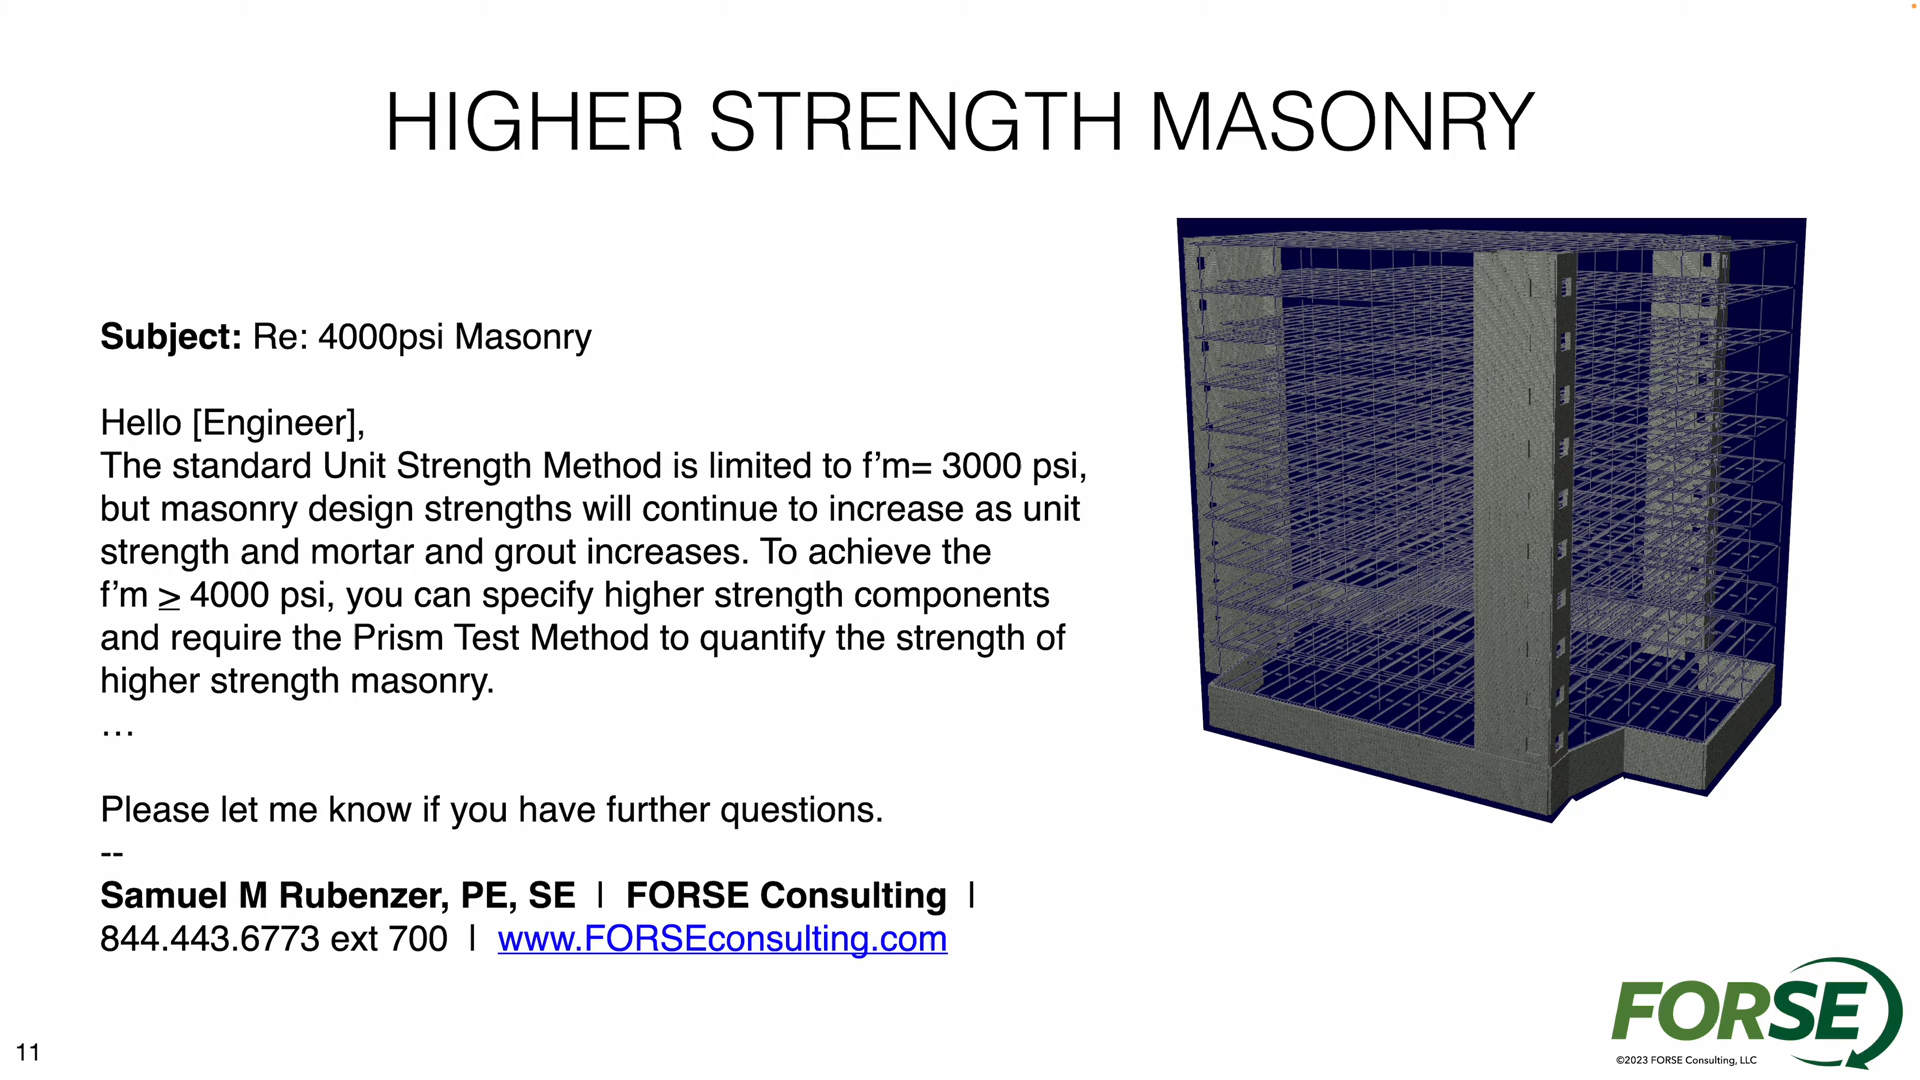 HIGHER STRENGTH MASONRY
Subject: Re: 4000psi Masonry
Hello [Engineer],
The standard Unit Strength Method is limited to f’m= 3000 psi,
but masonry design strengths will continue to increase as unit
strength and mortar and grout increases. To achieve the
f’m ≥ 4000 psi, you can specify higher strength components
and require the Prism Test Method to quantify the strength of
higher strength masonry.
…
Please let me know if you have further questions.
--
Samuel M Rubenzer, PE, SE | FORSE Consulting |
844.443.6773 ext 700 | www.FORSEconsulting.com
FORSE
©2023 FORSE Consulting, LLC
11